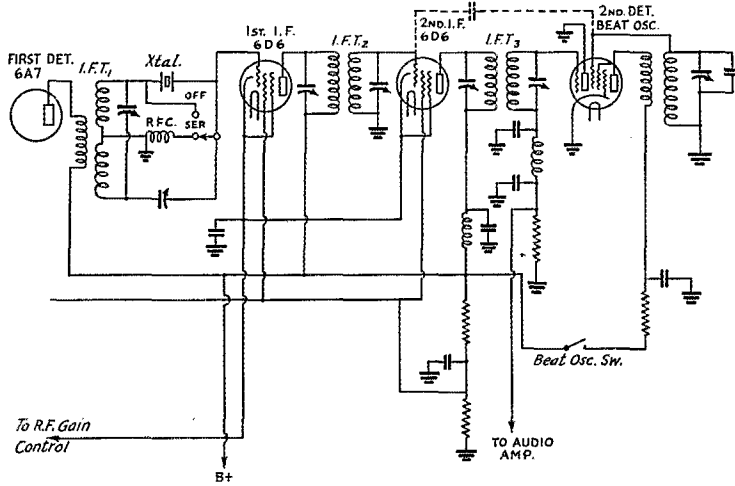 FIRST DET.
6A7
I.F.T.1
Xtal.
OFF
SER
R.F.C.
1ST. I.F.
6D6
I.F.T.2
2ND. I.F.
6D6
I.F.T.3
2ND. DET.
BEAT OSC.
Beat Osc. Sw.
To R.F. Gain
Control
B+
TO AUDIO
AMP.